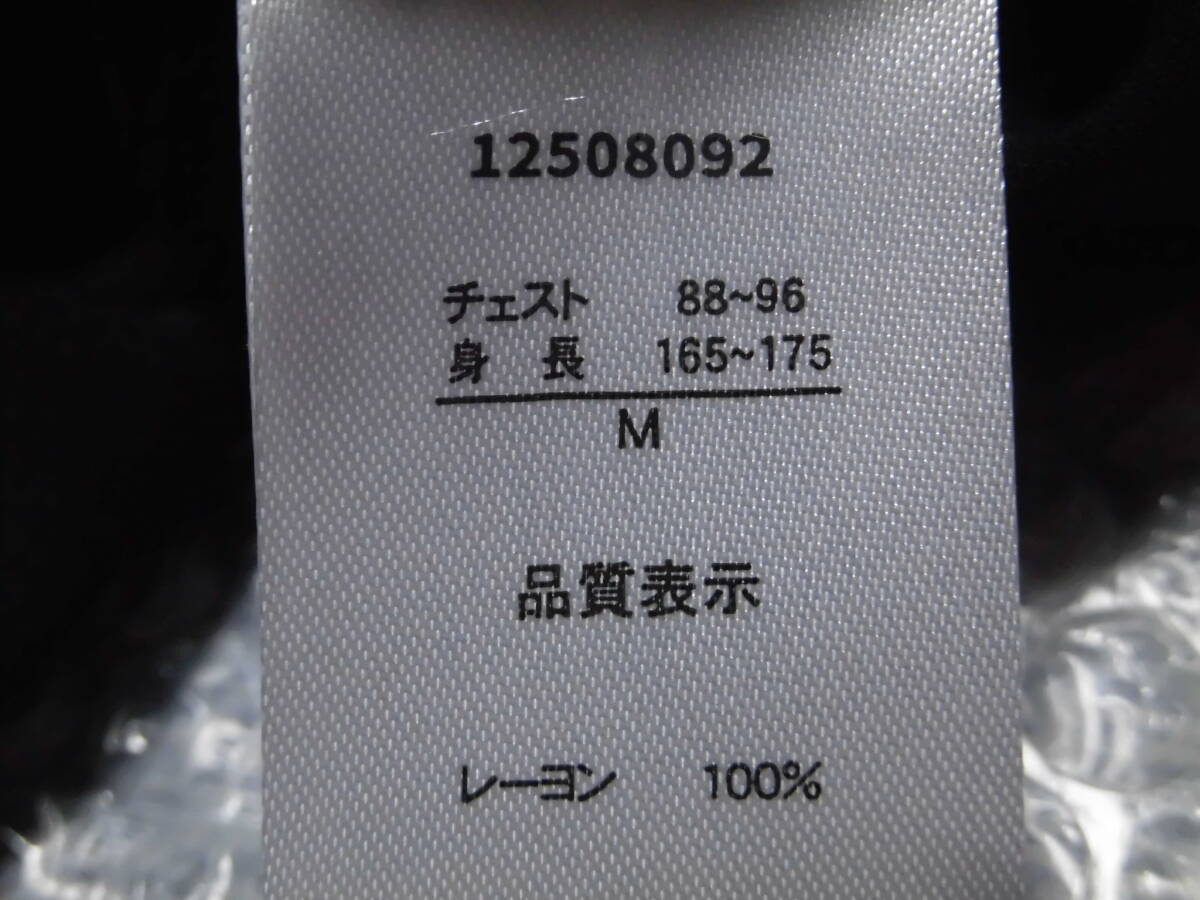 12508092
チェスト 88~96
身 長 165~175
M
品質表示
レーヨン 100%